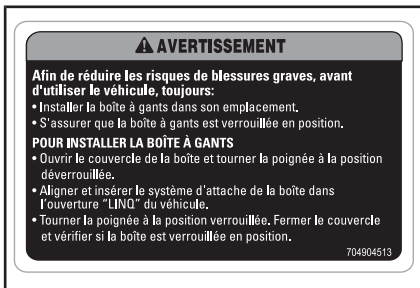 AVERTISSEMENT
Afin de réduire les risques de blessures graves, avant
d'utiliser le véhicule, toujours:
• Installer la boîte à gants dans son emplacement.
• S'assurer que la boîte à gants est verrouillée en position.
POUR INSTALLER LA BOÎTE À GANTS
• Ouvrir le couvercle de la boîte et tourner la poignée à la position
déverrouillée.
• Aligner et insérer le système d'attache de la boîte dans
l'ouverture "LINQ" du véhicule.
• Tourner la poignée à la position verrouillée. Fermer le couvercle
et vérifier si la boîte est verrouillée en position.
704904513